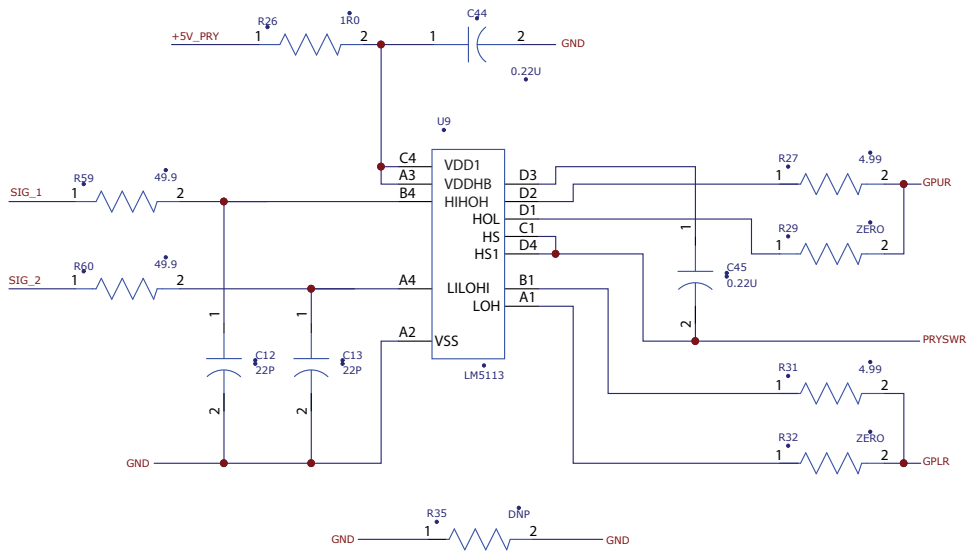 R26 1R0 C44
+5V_PRY 1 2 1 2 GND
0.22U
U9
C4 VDD1
R27 4.99
R59 49.9
A3 VDDHB D3 1 2 GPUR
SIG_1 1 2 B4 HIHOH D2
HOL D1 R29 ZERO
HS C1 1 1 2
HS1 D4
R60 49.9 C45
SIG_2 1 2 A4 LILOHI B1 0.22U
LOH A1
1 1 2
A2 VSS PRYSWR
C12 C13
22P 22P LM5113 R31 4.99
1 2
2 2
R32 ZERO
GND 1 2 GPLR
R35 DNP
GND 1 2 GND